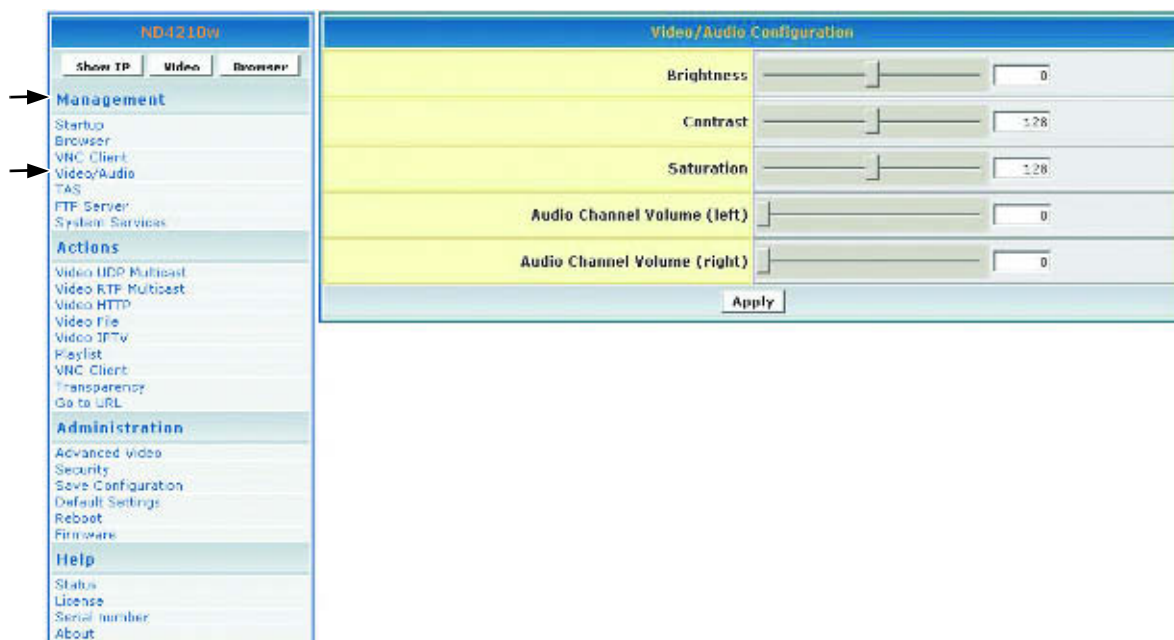 ND4210w
Show IP Video Browser
Management
Startup
Browser
VNC Client
Video/Audio
TAS
FTP Server
System Services
Actions
Video UDP Multicast
Video RTP Multicast
Video HTTP
Video File
Video IPTV
Playlist
VNC Client
Transparency
Go to URL
Administration
Advanced Video
Security
Save Configuration
Default Settings
Reboot
Firmware
Help
Status
License
Serial number
About
Video/Audio Configuration
Brightness 0
Contrast 128
Saturation 128
Audio Channel Volume (left) 0
Audio Channel Volume (right) 0
Apply